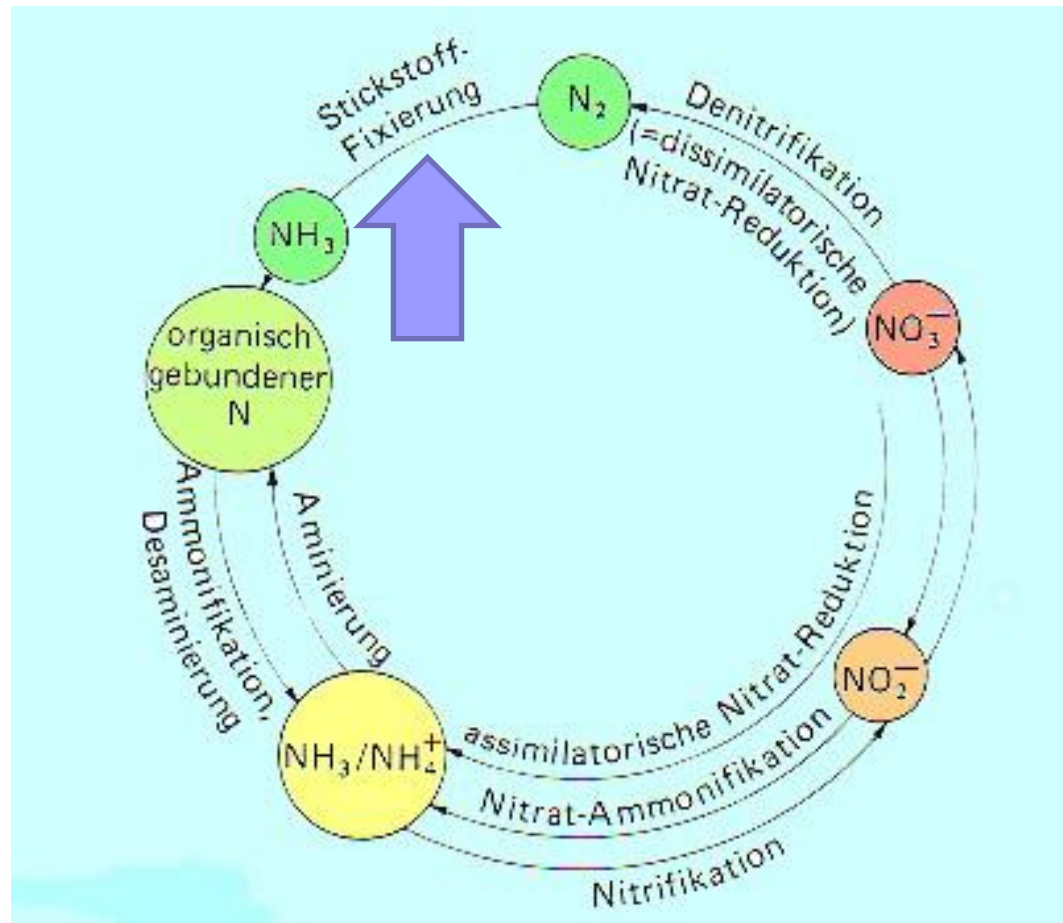 Stickstoff-
Fixierung
N₂
Denitrifikation
(=dissimilatorische
Nitrat-Reduktion)
NH₃
NO₃⁻
organisch
gebundener
N
Ammonifikation,
Desaminierung
Aminierung
NO₂⁻
NH₃/NH₄⁺
assimilatorische Nitrat-Reduktion
Nitrat-Ammonifikation
Nitrifikation